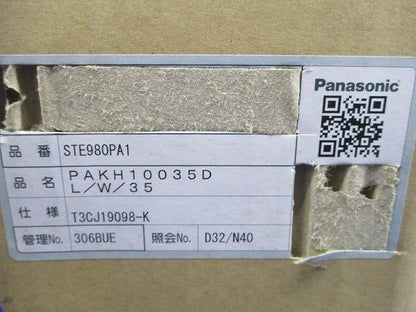 Panasonic
品番 STE980PA1
品名 PAKH10035D
L/W/35
仕様 T3CJ19098-K
管理No. 306BUE 照会No. D32/N40